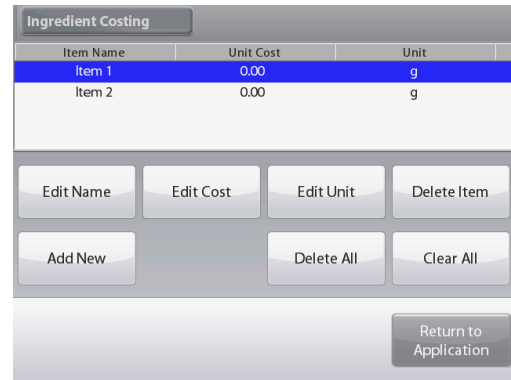 Ingredient Costing
Item Name Unit Cost Unit
Item 1 0.00 g
Item 2 0.00 g
Edit Name Edit Cost Edit Unit Delete Item
Add New Delete All Clear All
Return to
Application